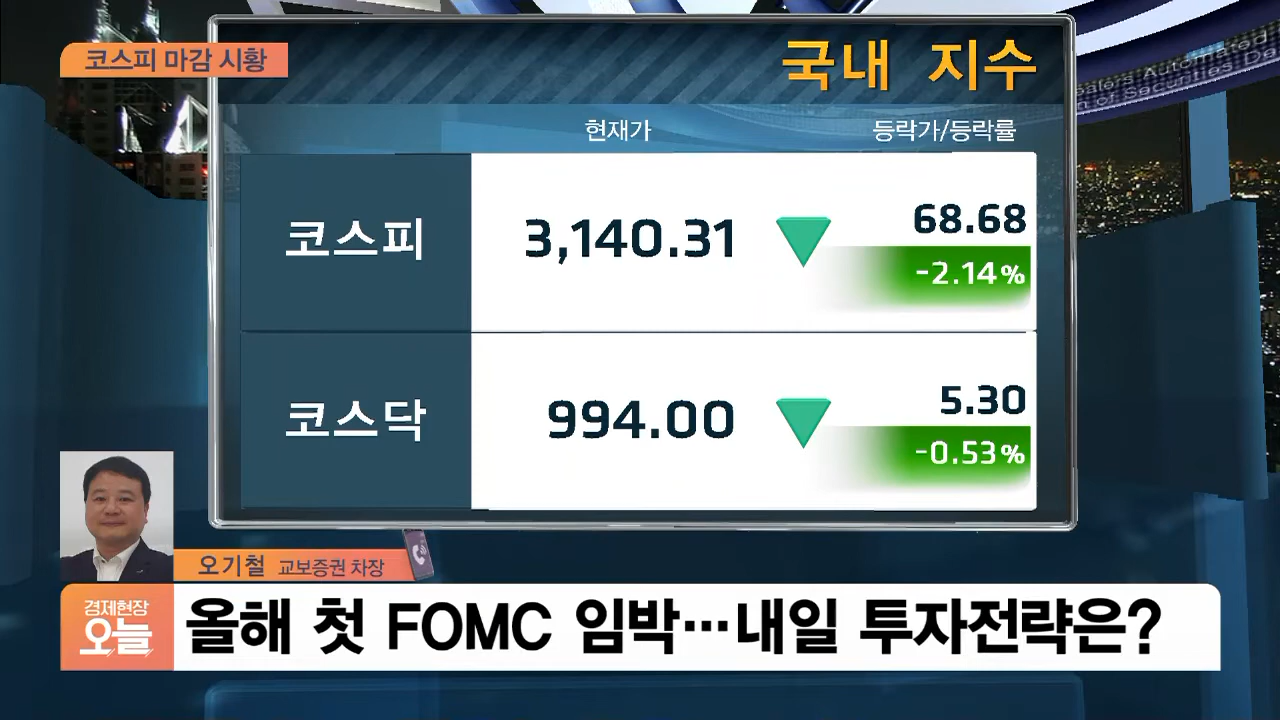 코스피 마감 시황
국내 지수
현재가 등락가/등락률
코스피 3,140.31 68.68
-2.14%
코스닥 994.00 5.30
-0.53%
오기철 교보증권 차장
경제현장
오늘
올해 첫 FOMC 임박…내일 투자전략은?